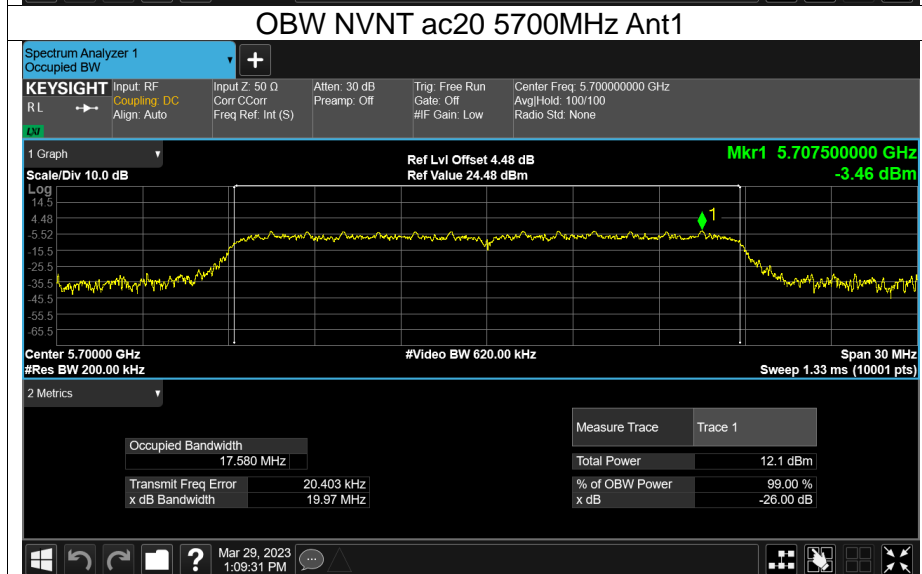 OBW NVNT ac20 5700MHz Ant1
Spectrum Analyzer 1
Occupied BW
+
KEYSIGHT
R L
LXI
Input: RF
Coupling: DC
Align: Auto
Input Z: 50 Ω
Corr CCorr
Freq Ref: Int (S)
Atten: 30 dB
Preamp: Off
Trig: Free Run
Gate: Off
#IF Gain: Low
Center Freq: 5.700000000 GHz
Avg|Hold: 100/100
Radio Std: None
1 Graph
Scale/Div 10.0 dB
Ref Lvl Offset 4.48 dB
Ref Value 24.48 dBm
Mkr1 5.707500000 GHz
-3.46 dBm
Log
14.5
4.48
-5.52
-15.5
-25.5
-35.5
-45.5
-55.5
-65.5
1
Center 5.70000 GHz
#Res BW 200.00 kHz
#Video BW 620.00 kHz
Span 30 MHz
Sweep 1.33 ms (10001 pts)
2 Metrics
Measure Trace Trace 1
Occupied Bandwidth
17.580 MHz
Total Power 12.1 dBm
Transmit Freq Error 20.403 kHz
% of OBW Power 99.00 %
x dB Bandwidth 19.97 MHz
x dB -26.00 dB
?
Mar 29, 2023
1:09:31 PM